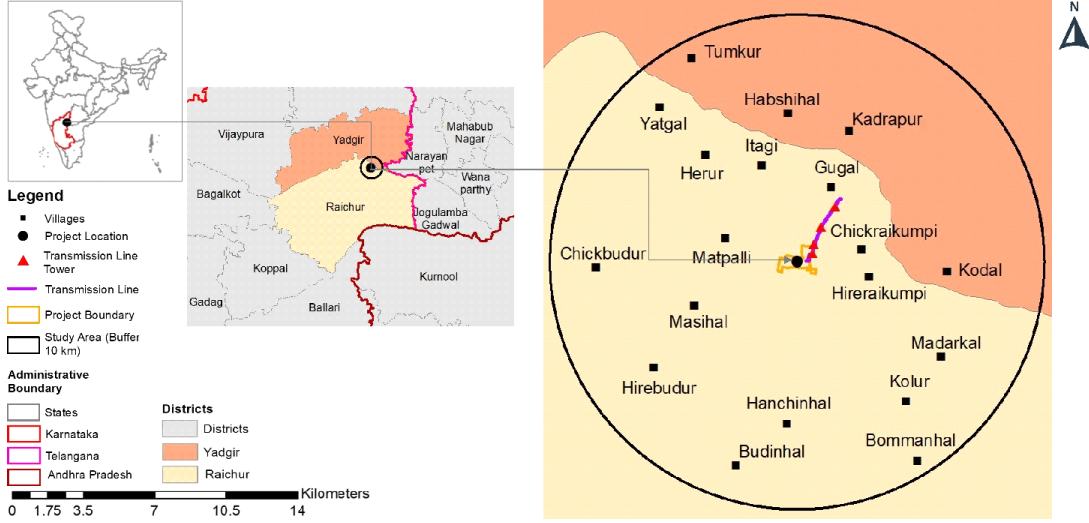 N
Tumkur
Habshihal
Yatgal
Kadrapur
Itagi
Herur
Gugal
Chickraikumpi
Chickbudur
Matpalli
Kodal
Hireraikumpi
Masihal
Madarkal
Hirebudur
Kolur
Hanchinhal
Bommanhal
Budinhal
Vijaypura
Yadgir
Mahabub
Nagar
Narayan
pet
Wana
parthy
Bagalkot
Raichur
Jogulamba
Gadwal
Koppal
Kurnool
Gadag
Ballari
Legend
Villages
Project Location
Transmission Line
Tower
Transmission Line
Project Boundary
Study Area (Buffer
10 km)
Administrative
Boundary
States
Karnataka
Telangana
Andhra Pradesh
Districts
Districts
Yadgir
Raichur
Kilometers
0 1.75 3.5 7 10.5 14